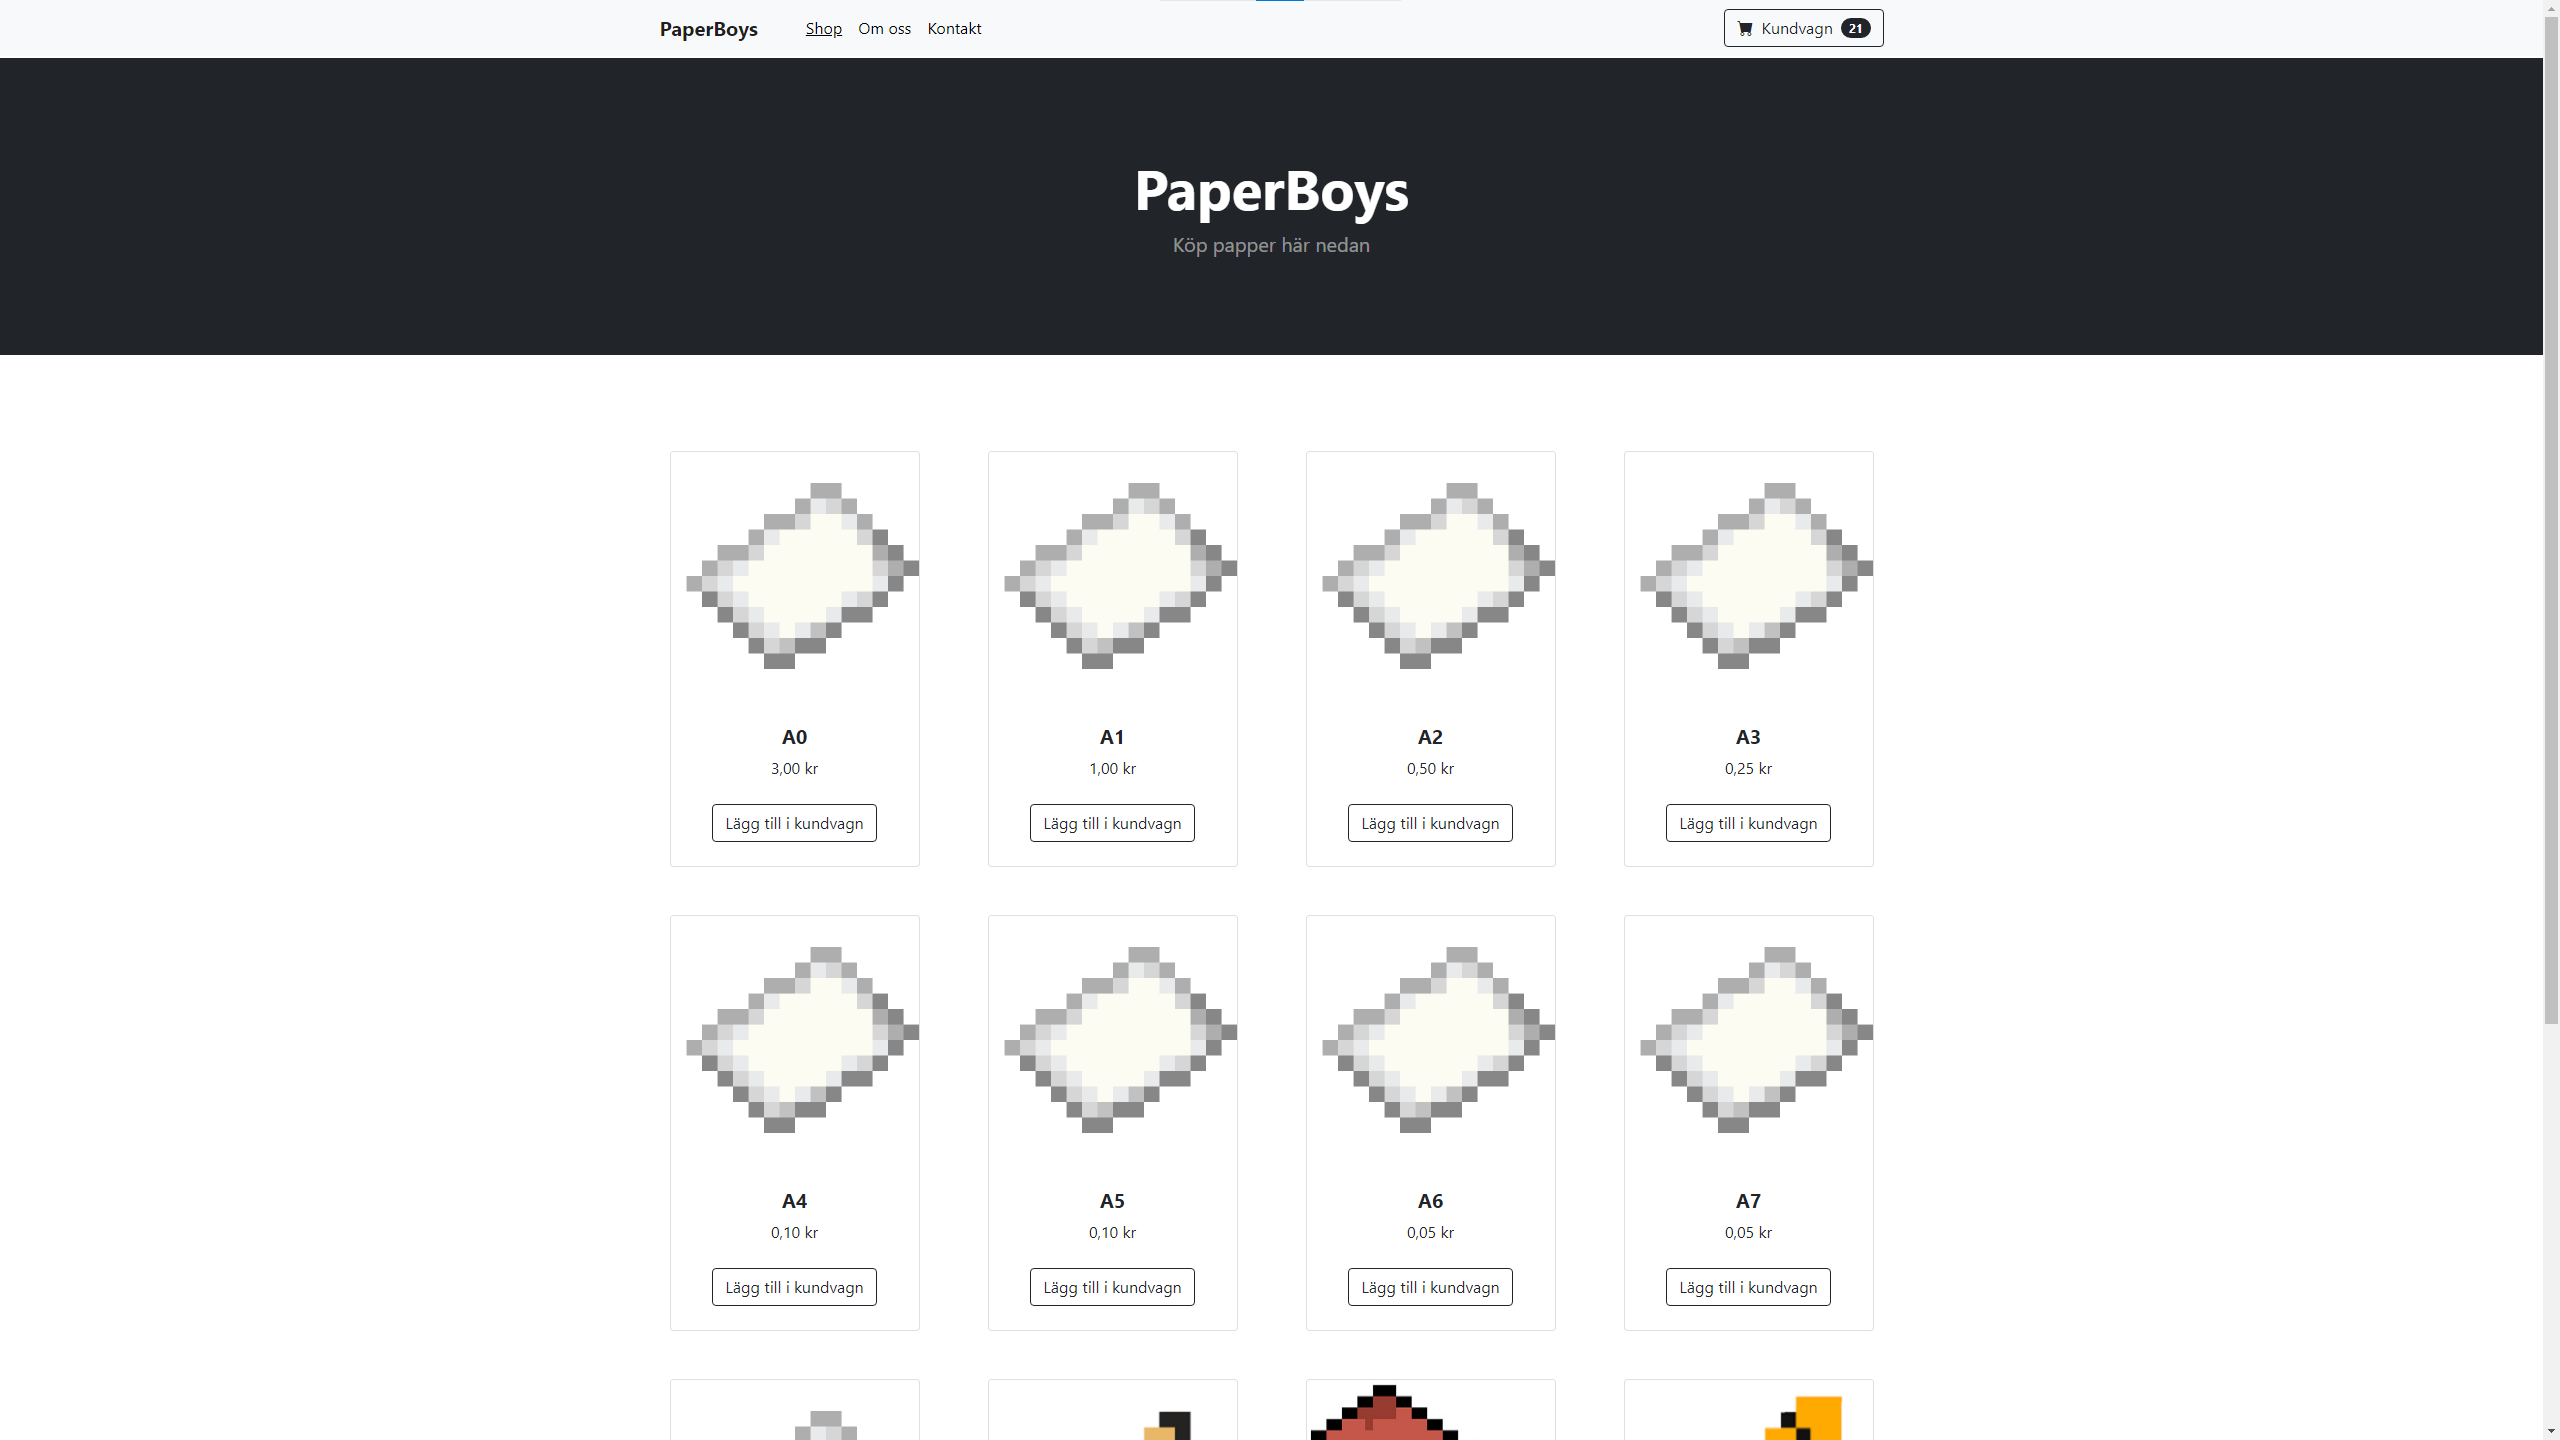 PaperBoys Shop Om oss Kontakt Kundvagn 21
PaperBoys
Köp papper här nedan
A0 A1 A2 A3
3,00 kr 1,00 kr 0,50 kr 0,25 kr
Lägg till i kundvagn Lägg till i kundvagn Lägg till i kundvagn Lägg till i kundvagn
A4 A5 A6 A7
0,10 kr 0,10 kr 0,05 kr 0,05 kr
Lägg till i kundvagn Lägg till i kundvagn Lägg till i kundvagn Lägg till i kundvagn